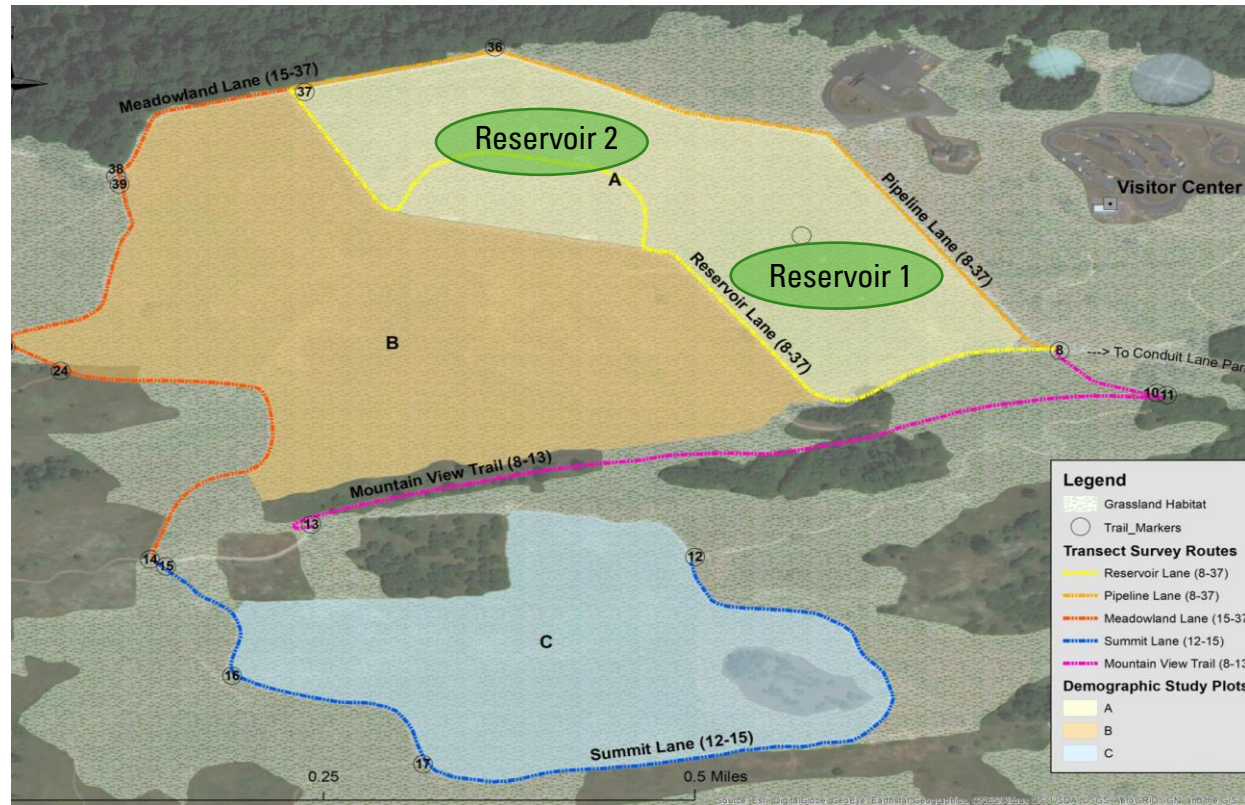 36
Meadowland Lane (15-37)
37
Reservoir 2
38
39
A
Pipeline Lane (8-37)
Visitor Center
Reservoir Lane (8-37)
Reservoir 1
B
8
---> To Conduit Lane Par
24
10
11
Mountain View Trail (8-13)
13
12
14
15
C
16
17
Summit Lane (12-15)
0.25
0.5 Miles
Legend
Grassland Habitat
Trail_Markers
Transect Survey Routes
Reservoir Lane (8-37)
Pipeline Lane (8-37)
Meadowland Lane (15-37
Summit Lane (12-15)
Mountain View Trail (8-13
Demographic Study Plots
A
B
C